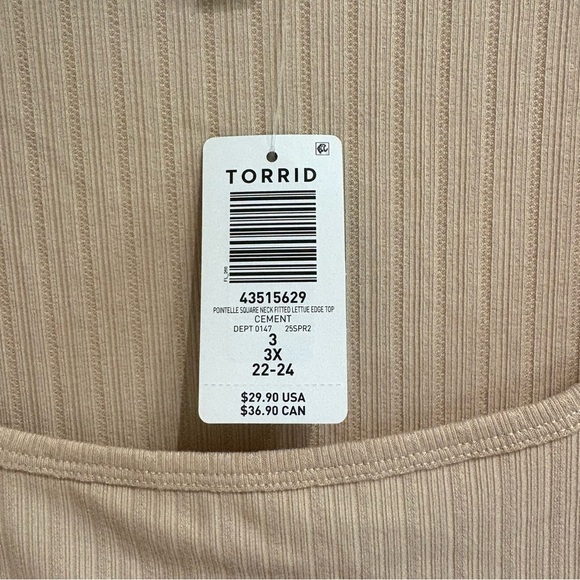 TORRID
43515629
POINTELLE SQUARE NECK FITTED LETTUE EDGE TOP
CEMENT
DEPT 0147 25SPR2
3
3X
22-24
$29.90 USA
$36.90 CAN